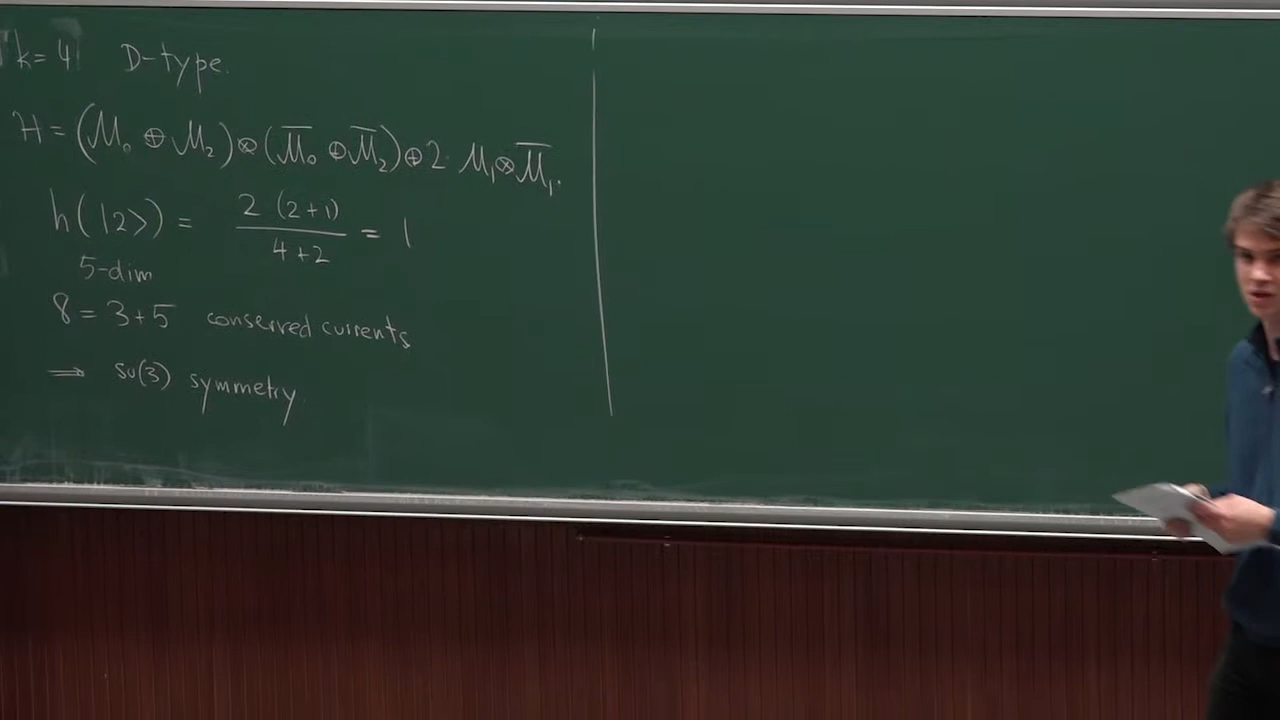 k=4 D-type.
H = (M₀ ⊕ M₂) ⊗ (M̅₀ ⊕ M̅₂) ⊕ 2· M₁ ⊗ M̅₁.
h(|2>) = 2 (2+1) / 4+2 = 1
5-dim
8 = 3+5 conserved currents
⇒ su(3) symmetry